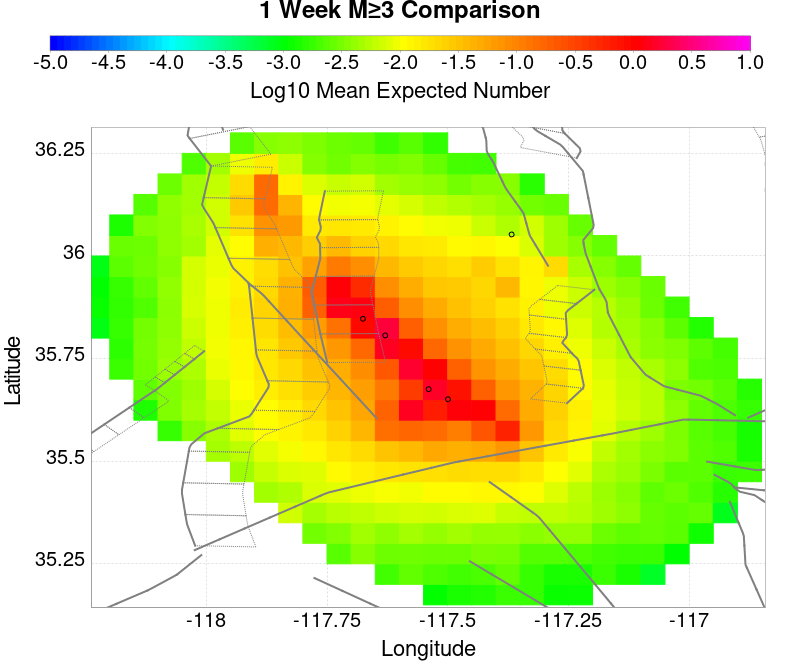 1 Week M≥3 Comparison
-5.0 -4.5 -4.0 -3.5 -3.0 -2.5 -2.0 -1.5 -1.0 -0.5 0.0 0.5 1.0
Log10 Mean Expected Number
36.25
36
35.75
35.5
35.25
Latitude
-118 -117.75 -117.5 -117.25 -117
Longitude